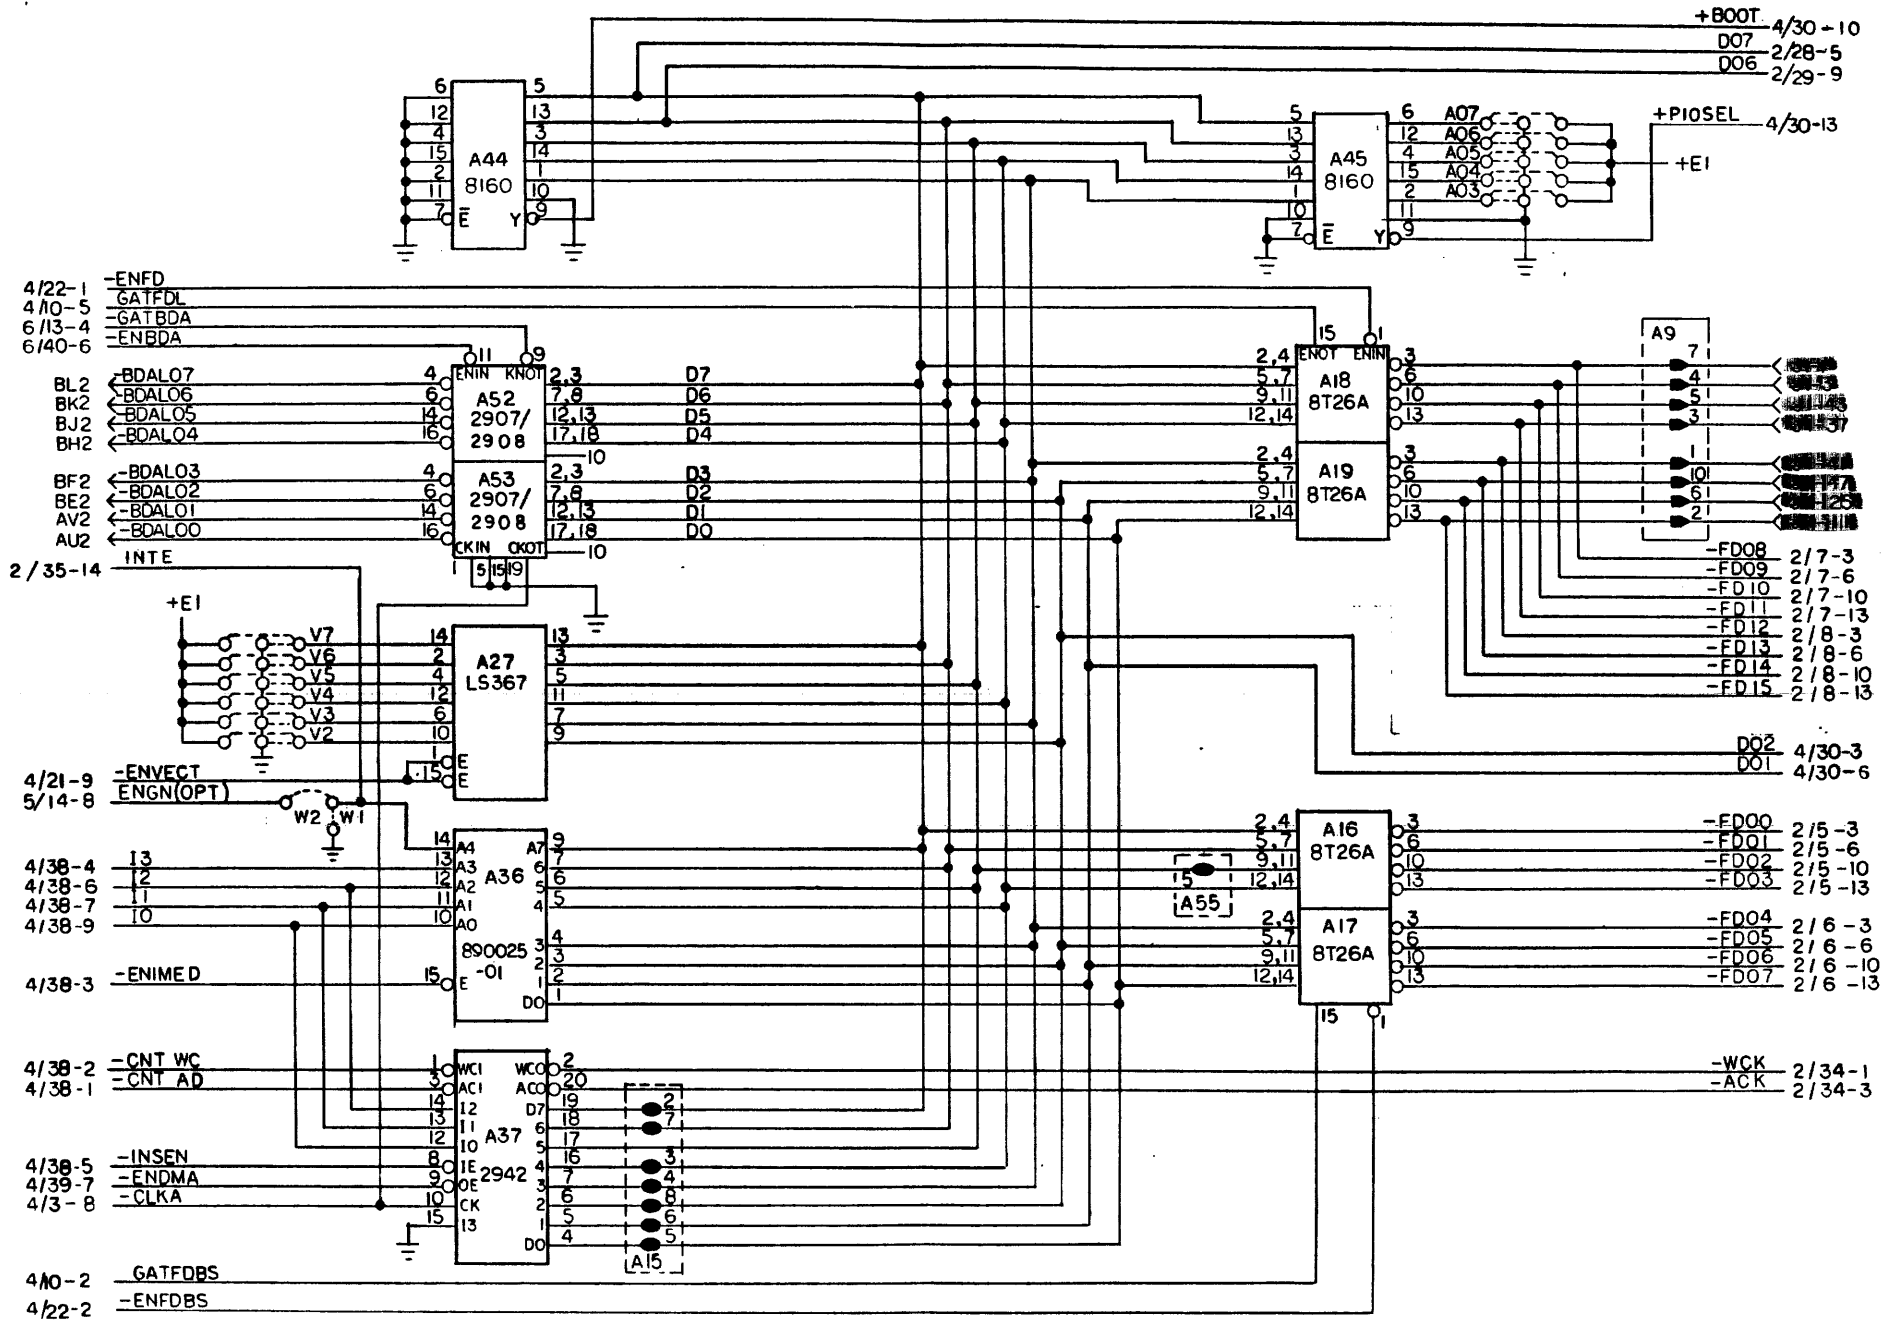 +BOOT 4/30-10
D07 2/28-5
D06 2/29-9
+PIOSEL 4/30-13
6 5
12 13
4 3
15 14
2 1
11 10
7 E Y 9
A44
8160
5 6 A07
13 12 A06
3 4 A05
14 15 A04
1 2 A03
10 11
7 E Y 9
A45
8160
+E1
4/22-1 -ENFD
4/10-5 GATFDL
6/13-4 -GATBDA
6/40-6 -ENBDA
11 9
ENIN KNOT
BL2 -BDAL07 4 2,3 D7
BK2 -BDAL06 6 7,8 D6
BJ2 -BDAL05 14 12,13 D5
BH2 -BDAL04 16 17,18 D4
10
A52
2907/
2908
BF2 -BDAL03 4 2,3 D3
BE2 -BDAL02 6 7,8 D2
AV2 -BDAL01 14 12,13 D1
AU2 -BDAL00 16 17,18 D0
10
A53
2907/
2908
CKIN CKOT
5 15 19
15 1
ENOT ENIN
2,4 3
5,7 6
9,11 10
12,14 13
A18
8T26A
2,4 3
5,7 6
9,11 10
12,14 13
A19
8T26A
A9
7
4
5
3
1
10
6
2
-FD08 2/7-3
-FD09 2/7-6
-FD10 2/7-10
-FD11 2/7-13
-FD12 2/8-3
-FD13 2/8-6
-FD14 2/8-10
-FD15 2/8-13
2/35-14 INTE
+E1
V7 14 13
V6 2 3
V5 4 5
V4 12 11
V3 6 7
V2 10 9
1 E
15 E
A27
LS367
4/21-9 -ENVECT
5/14-8 ENGN(OPT)
W2 W1
D02 4/30-3
D01 4/30-6
14 A4 A7 9
4/38-4 I3 13 A3 6 7
4/38-6 I2 12 A2 5 6
4/38-7 I1 11 A1 4 5
4/38-9 I0 10 A0
3 4
2 3
1 2
D0 1
A36
890025
-01
4/38-3 -ENIMED 15 E
2,4 3 -FD00 2/5-3
5,7 6 -FD01 2/5-6
9,11 10 -FD02 2/5-10
12,14 13 -FD03 2/5-13
A16
8T26A
5
A55
2,4 3 -FD04 2/6-3
5,7 6 -FD05 2/6-6
9,11 10 -FD06 2/6-10
12,14 13 -FD07 2/6-13
A17
8T26A
15 1
4/38-2 -CNT WC 1 WCI WCO 2
4/38-1 -CNT AD 3 ACI ACO 20
-WCK 2/34-1
-ACK 2/34-3
14 I2 D7 19 2
13 I1 6 18 7
12 I0 5 17
4/38-5 -INSEN 8 IE 4 16 3
4/39-7 -ENDMA 9 OE 3 7 4
4/3-8 -CLKA 10 CK 2 6 8
15 I3 1 5 6
D0 4 5
A37
2942
A15
4/10-2 GATFDBS
4/22-2 -ENFDBS